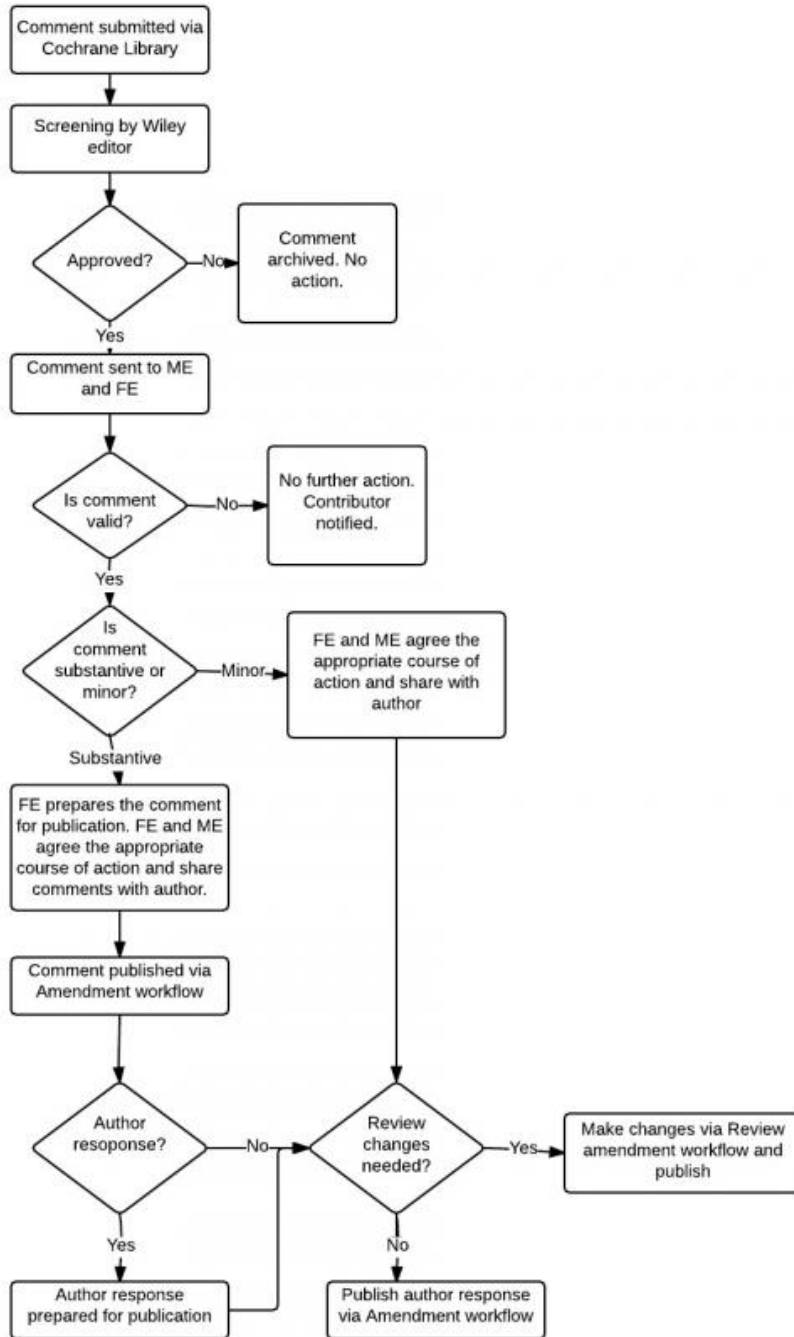 Comment submitted via
Cochrane Library
Screening by Wiley
editor
Approved?
No
Comment
archived. No
action.
Yes
Comment sent to ME
and FE
Is comment
valid?
No
No further action.
Contributor
notified.
Yes
Is
comment
substantive or
minor?
Minor
FE and ME agree the
appropriate course of
action and share with
author
Substantive
FE prepares the comment
for publication. FE and ME
agree the appropriate
course of action and share
comments with author.
Comment published via
Amendment workflow
Author
resoponse?
No
Review
changes
needed?
Yes
Make changes via Review
amendment workflow and
publish
Yes
No
Author response
prepared for publication
Publish author response
via Amendment workflow